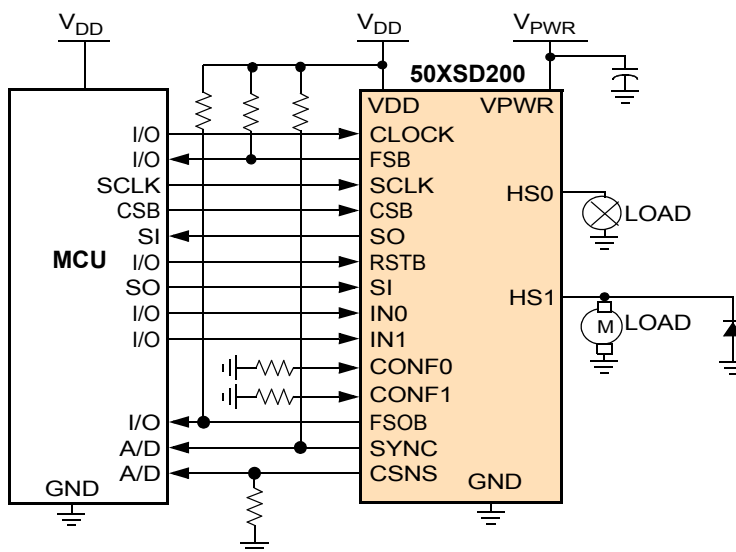 VDD VDD VPWR
50XSD200
VDD VPWR
I/O CLOCK
I/O FSB
SCLK SCLK
CSB CSB
SI SO
MCU
I/O RSTB
SO SI
I/O IN0
I/O IN1
CONF0
CONF1
I/O FSOB
A/D SYNC
A/D CSNS
GND GND
HS0 LOAD
HS1 M LOAD